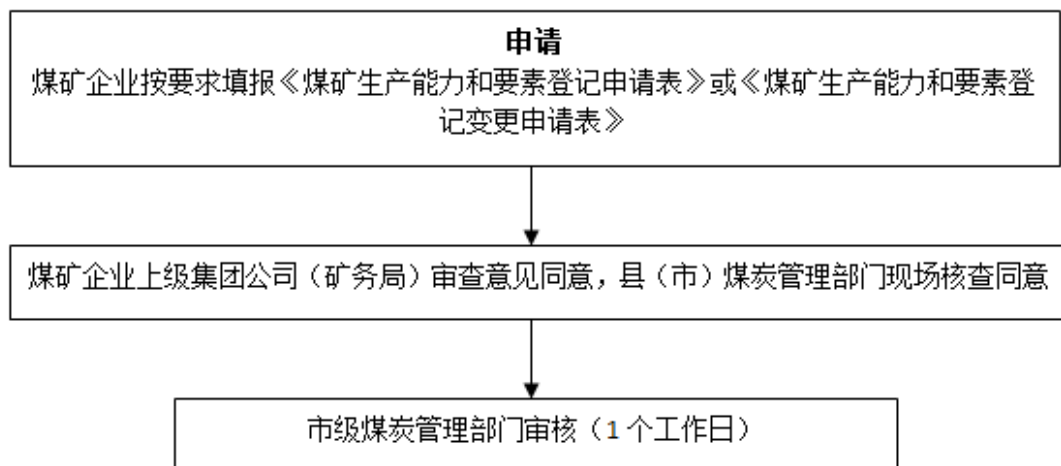 申请
煤矿企业按要求填报《煤矿生产能力和要素登记申请表》或《煤矿生产能力和要素登
记变更申请表》
煤矿企业上级集团公司（矿务局）审查意见同意，县（市）煤炭管理部门现场核查同意
市级煤炭管理部门审核（1 个工作日）